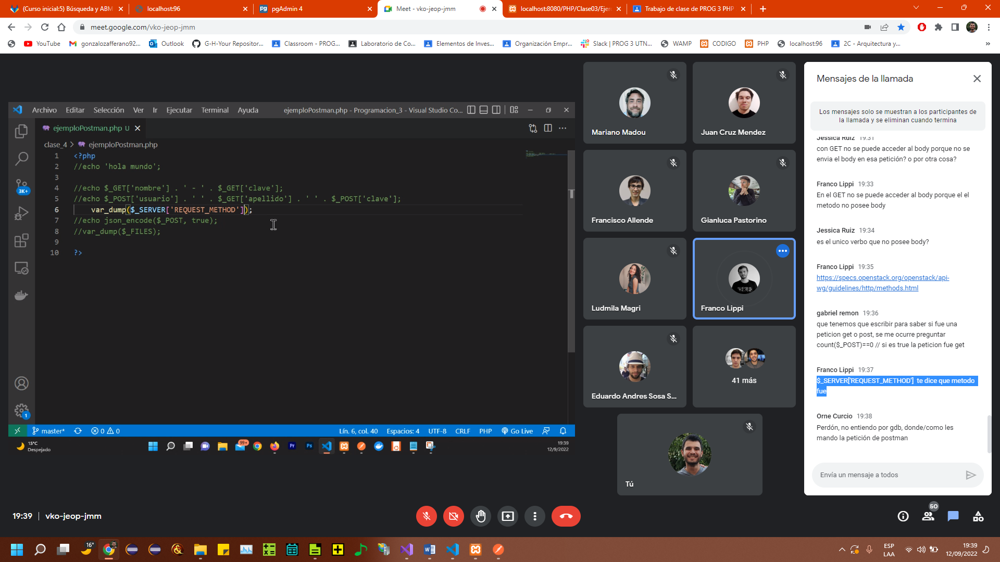 (Curso inicial:5) Búsqueda y ABM
localhost:96
pgAdmin 4
Meet - vko-jeop-jmm
localhost:8080/PHP/Clase03/Ejer
Trabajo de clase de PROG 3 PHP
meet.google.com/vko-jeop-jmm
YouTube
gonzalozafferano92...
Outlook
G-H-Your Repositor...
Classroom - PROG...
Laboratorio de Co...
Elementos de Inves...
Organización Empr...
Slack | PROG 3 UTN...
WAMP
CODIGO
PHP
localhost:96
2C - Arquitectura y...
Archivo Editar Selección Ver Ir Ejecutar Terminal Ayuda
ejemploPostman.php - Programacion_3 - Visual Studio Co...
ejemploPostman.php U
clase_4 > ejemploPostman.php
1 <?php
2 //echo 'hola mundo';
3
4 //echo $_GET['nombre'] . ' - ' . $_GET['clave'];
5 //echo $_POST['usuario'] . ' ' . $_GET['apellido'] . ' ' . $_POST['clave'];
6 var_dump($_SERVER['REQUEST_METHOD']);
7 //echo json_encode($_POST, true);
8 //var_dump($_FILES);
9
10 ?>
3K+
1
master*
0 0
Lín. 6, col. 40
Espacios: 4
UTF-8
CRLF
PHP
Go Live
15°C
Despejado
99+
Pr
Ps
19:39
12/9/2022
Mariano Madou
Juan Cruz Mendez
Francisco Allende
Gianluca Pastorino
Ludmila Magri
Franco Lippi
Eduardo Andres Sosa S...
41 más
Tú
Mensajes de la llamada
Los mensajes solo se muestran a los participantes de
la llamada y se eliminan cuando termina
Jessica Ruiz 19:31
con GET no se puede acceder al body porque no se
envia el body en esa petición? o por otra cosa?
Franco Lippi 19:33
En el GET no se puede acceder al body porque el el
metodo no posee body
Jessica Ruiz 19:34
es el unico verbo que no posee body?
Franco Lippi 19:35
https://specs.openstack.org/openstack/api-
wg/guidelines/http/methods.html
gabriel remon 19:36
que tenemos que escribir para saber si fue una
peticion get o post, se me ocurre preguntar
count($_POST)==0 // si es true la peticion fue get
Franco Lippi 19:37
$_SERVER['REQUEST_METHOD'] te dice que metodo
fue
Orne Curcio 19:38
Perdón, no entiendo por gdb, donde/como les
mando la petición de postman
Envía un mensaje a todos
19:39 | vko-jeop-jmm
50
16°
ESP
LAA
19:39
12/09/2022